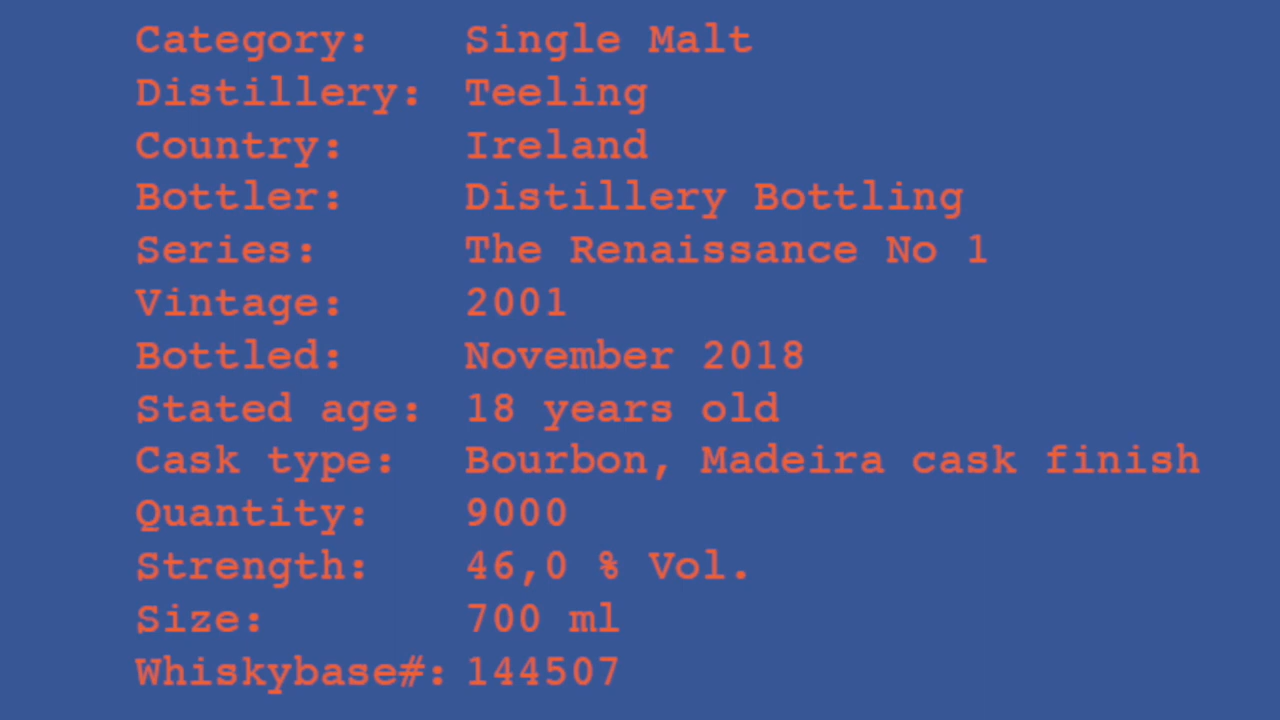 Category: Single Malt
Distillery: Teeling
Country: Ireland
Bottler: Distillery Bottling
Series: The Renaissance No 1
Vintage: 2001
Bottled: November 2018
Stated age: 18 years old
Cask type: Bourbon, Madeira cask finish
Quantity: 9000
Strength: 46,0 % Vol.
Size: 700 ml
Whiskybase#: 144507